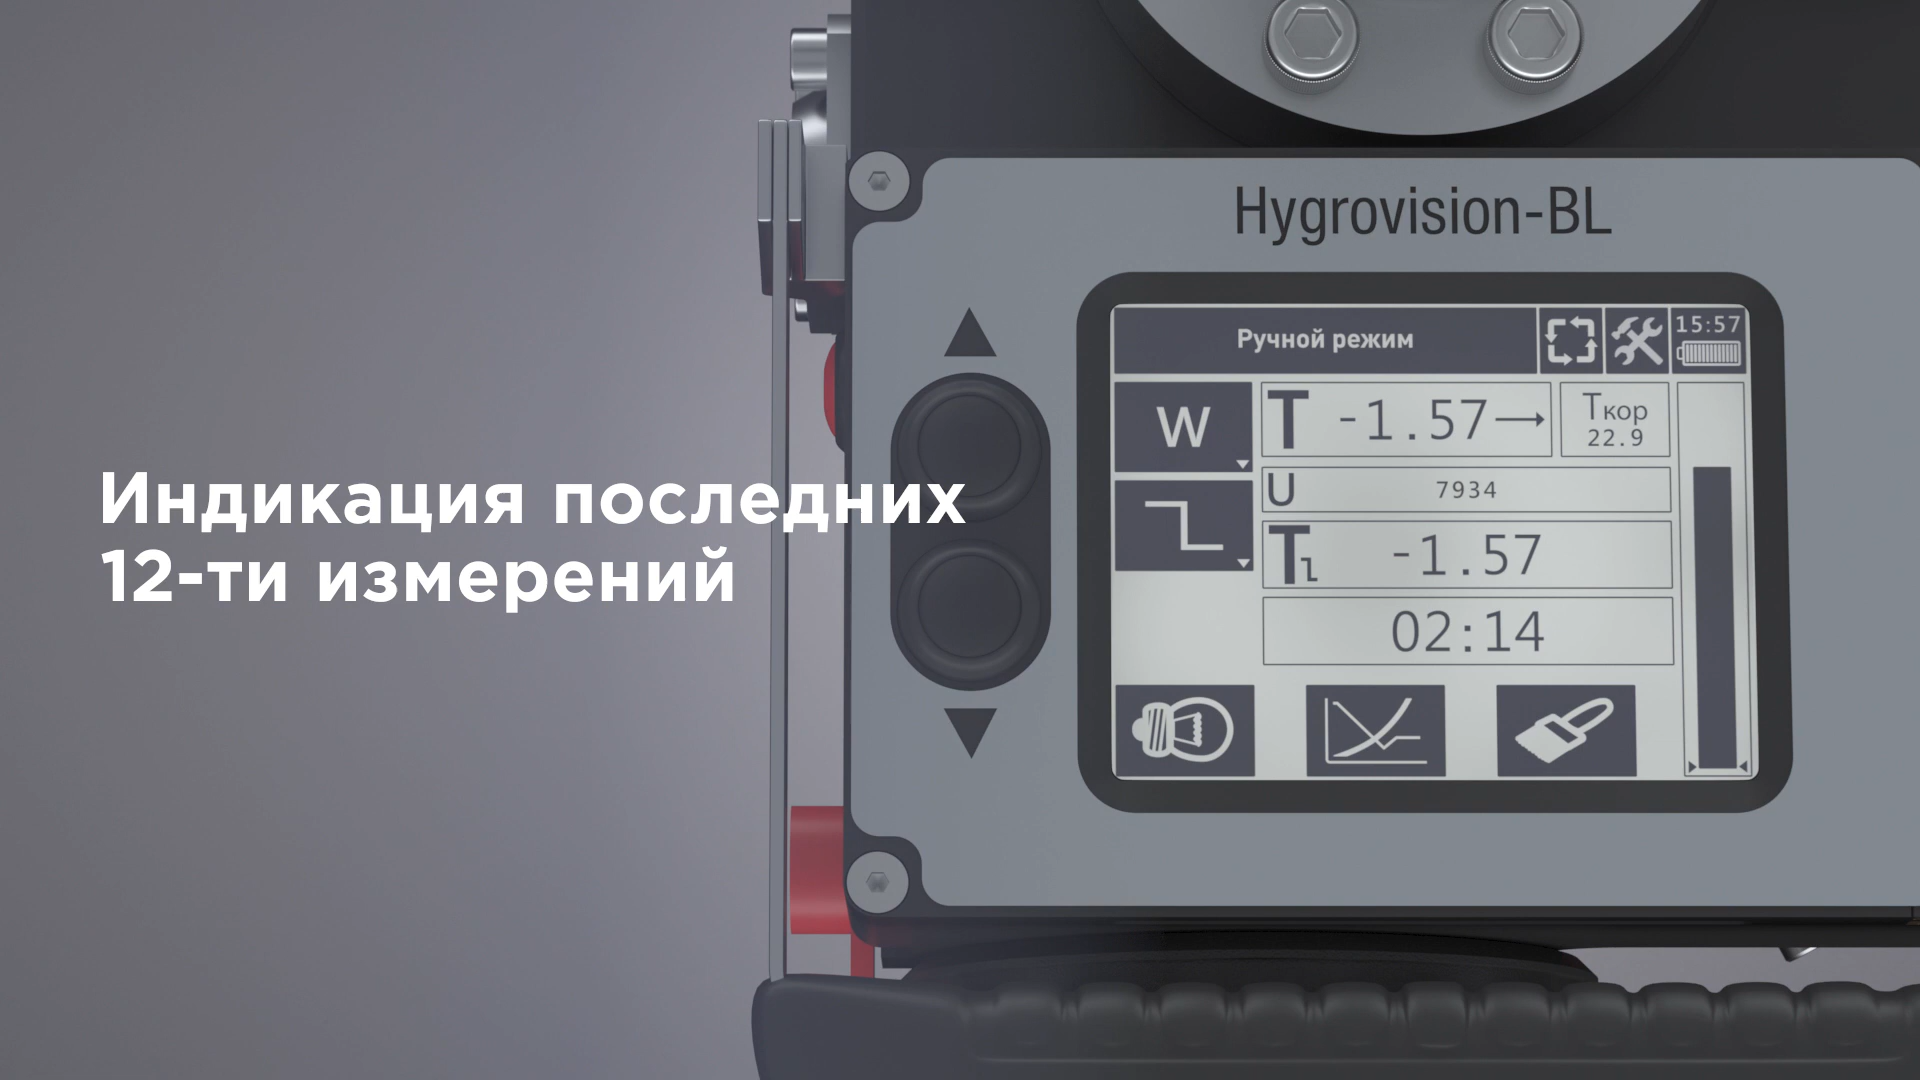 Индикация последних
12-ти измерений
Hygrovision-BL
Ручной режим
15:57
W
T -1.57
Tкор
22.9
U 7934
T -1.57
02:14